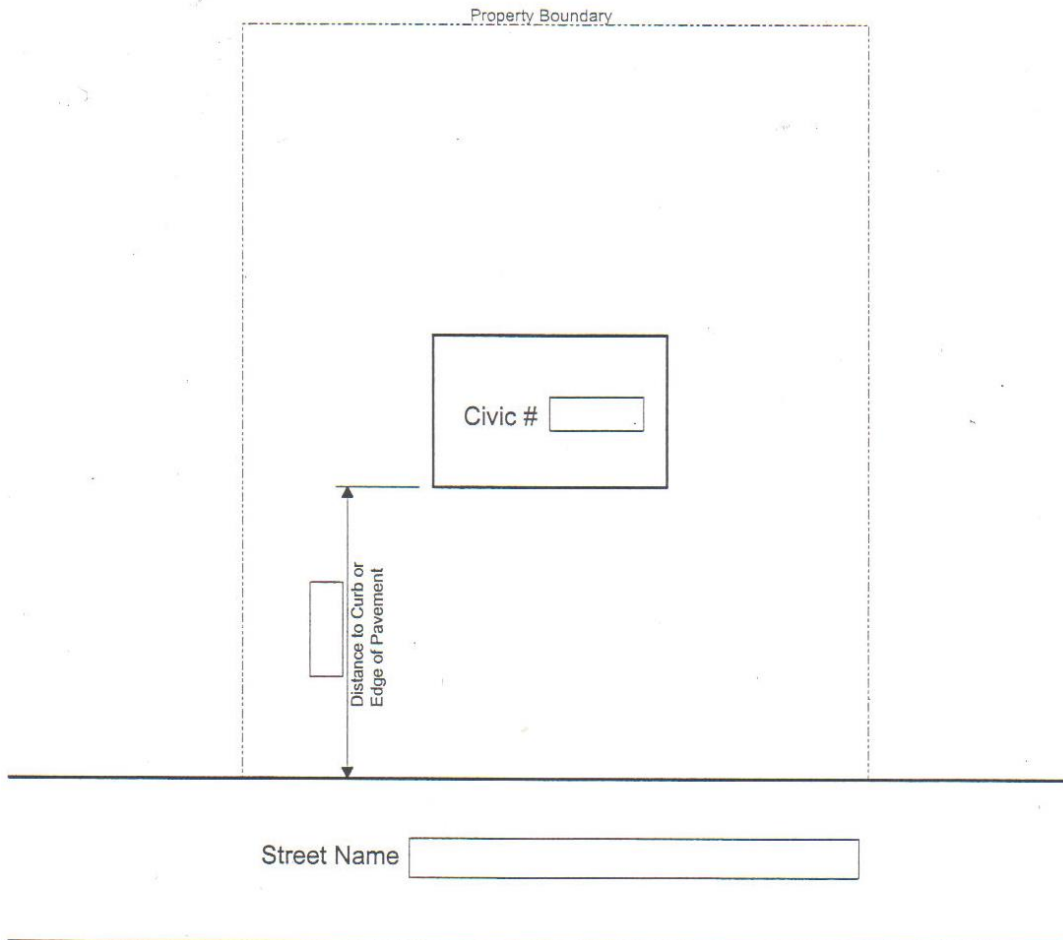 Property Boundary
Civic #
Distance to Curb or
Edge of Pavement
Street Name